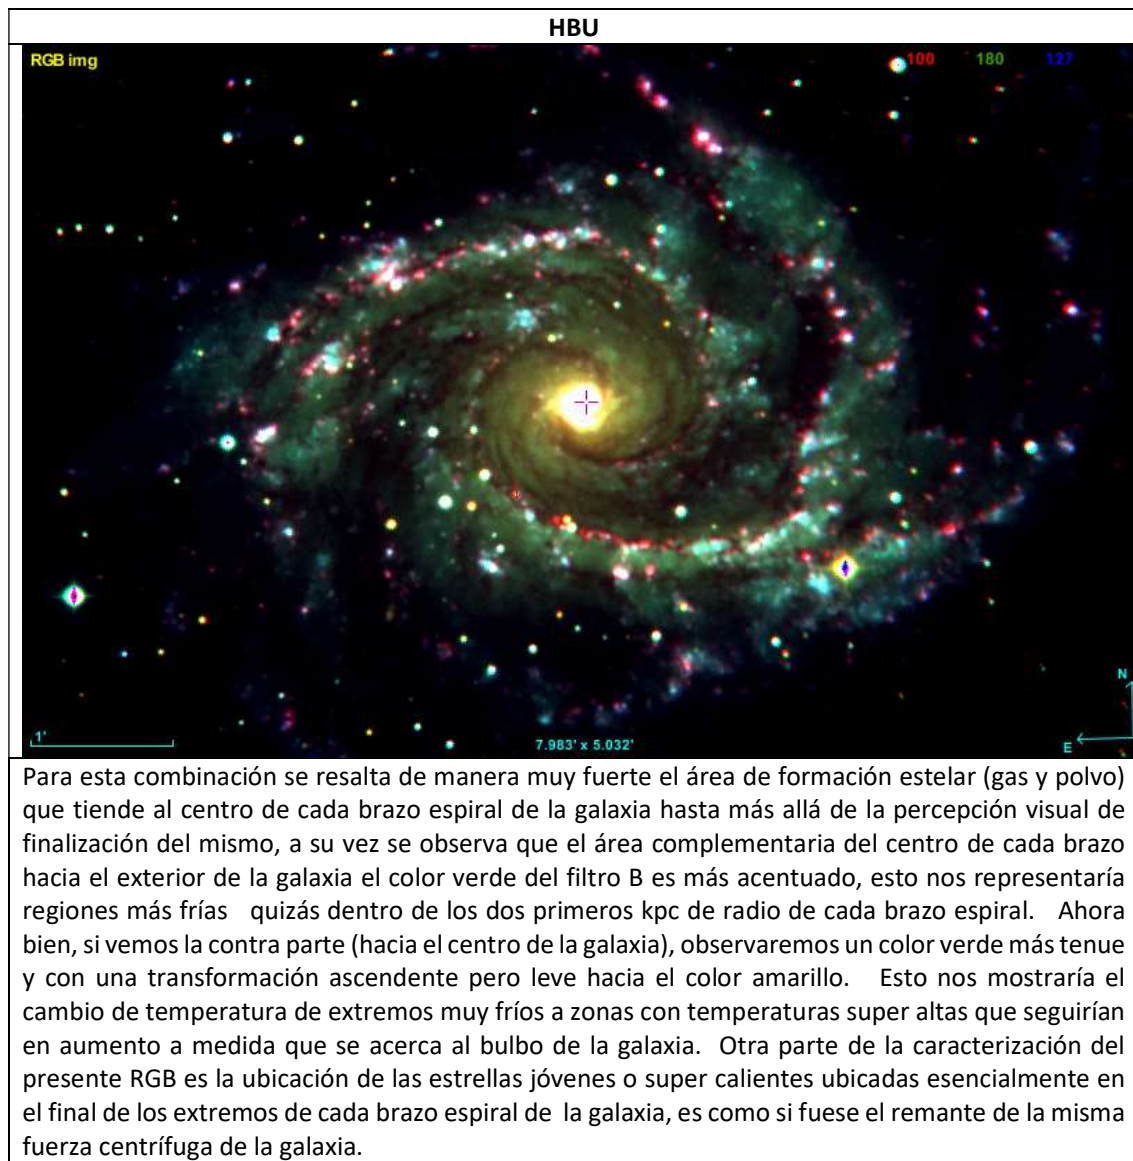 HBU
RGB img
100 180 127
N
1'
7.983' x 5.032'
E
Para esta combinación se resalta de manera muy fuerte el área de formación estelar (gas y polvo)
que tiende al centro de cada brazo espiral de la galaxia hasta más allá de la percepción visual de
finalización del mismo, a su vez se observa que el área complementaria del centro de cada brazo
hacia el exterior de la galaxia el color verde del filtro B es más acentuado, esto nos representaría
regiones más frías quizás dentro de los dos primeros kpc de radio de cada brazo espiral. Ahora
bien, si vemos la contra parte (hacia el centro de la galaxia), observaremos un color verde más tenue
y con una transformación ascendente pero leve hacia el color amarillo. Esto nos mostraría el
cambio de temperatura de extremos muy fríos a zonas con temperaturas super altas que seguirían
en aumento a medida que se acerca al bulbo de la galaxia. Otra parte de la caracterización del
presente RGB es la ubicación de las estrellas jóvenes o super calientes ubicadas esencialmente en
el final de los extremos de cada brazo espiral de la galaxia, es como si fuese el remante de la misma
fuerza centrífuga de la galaxia.